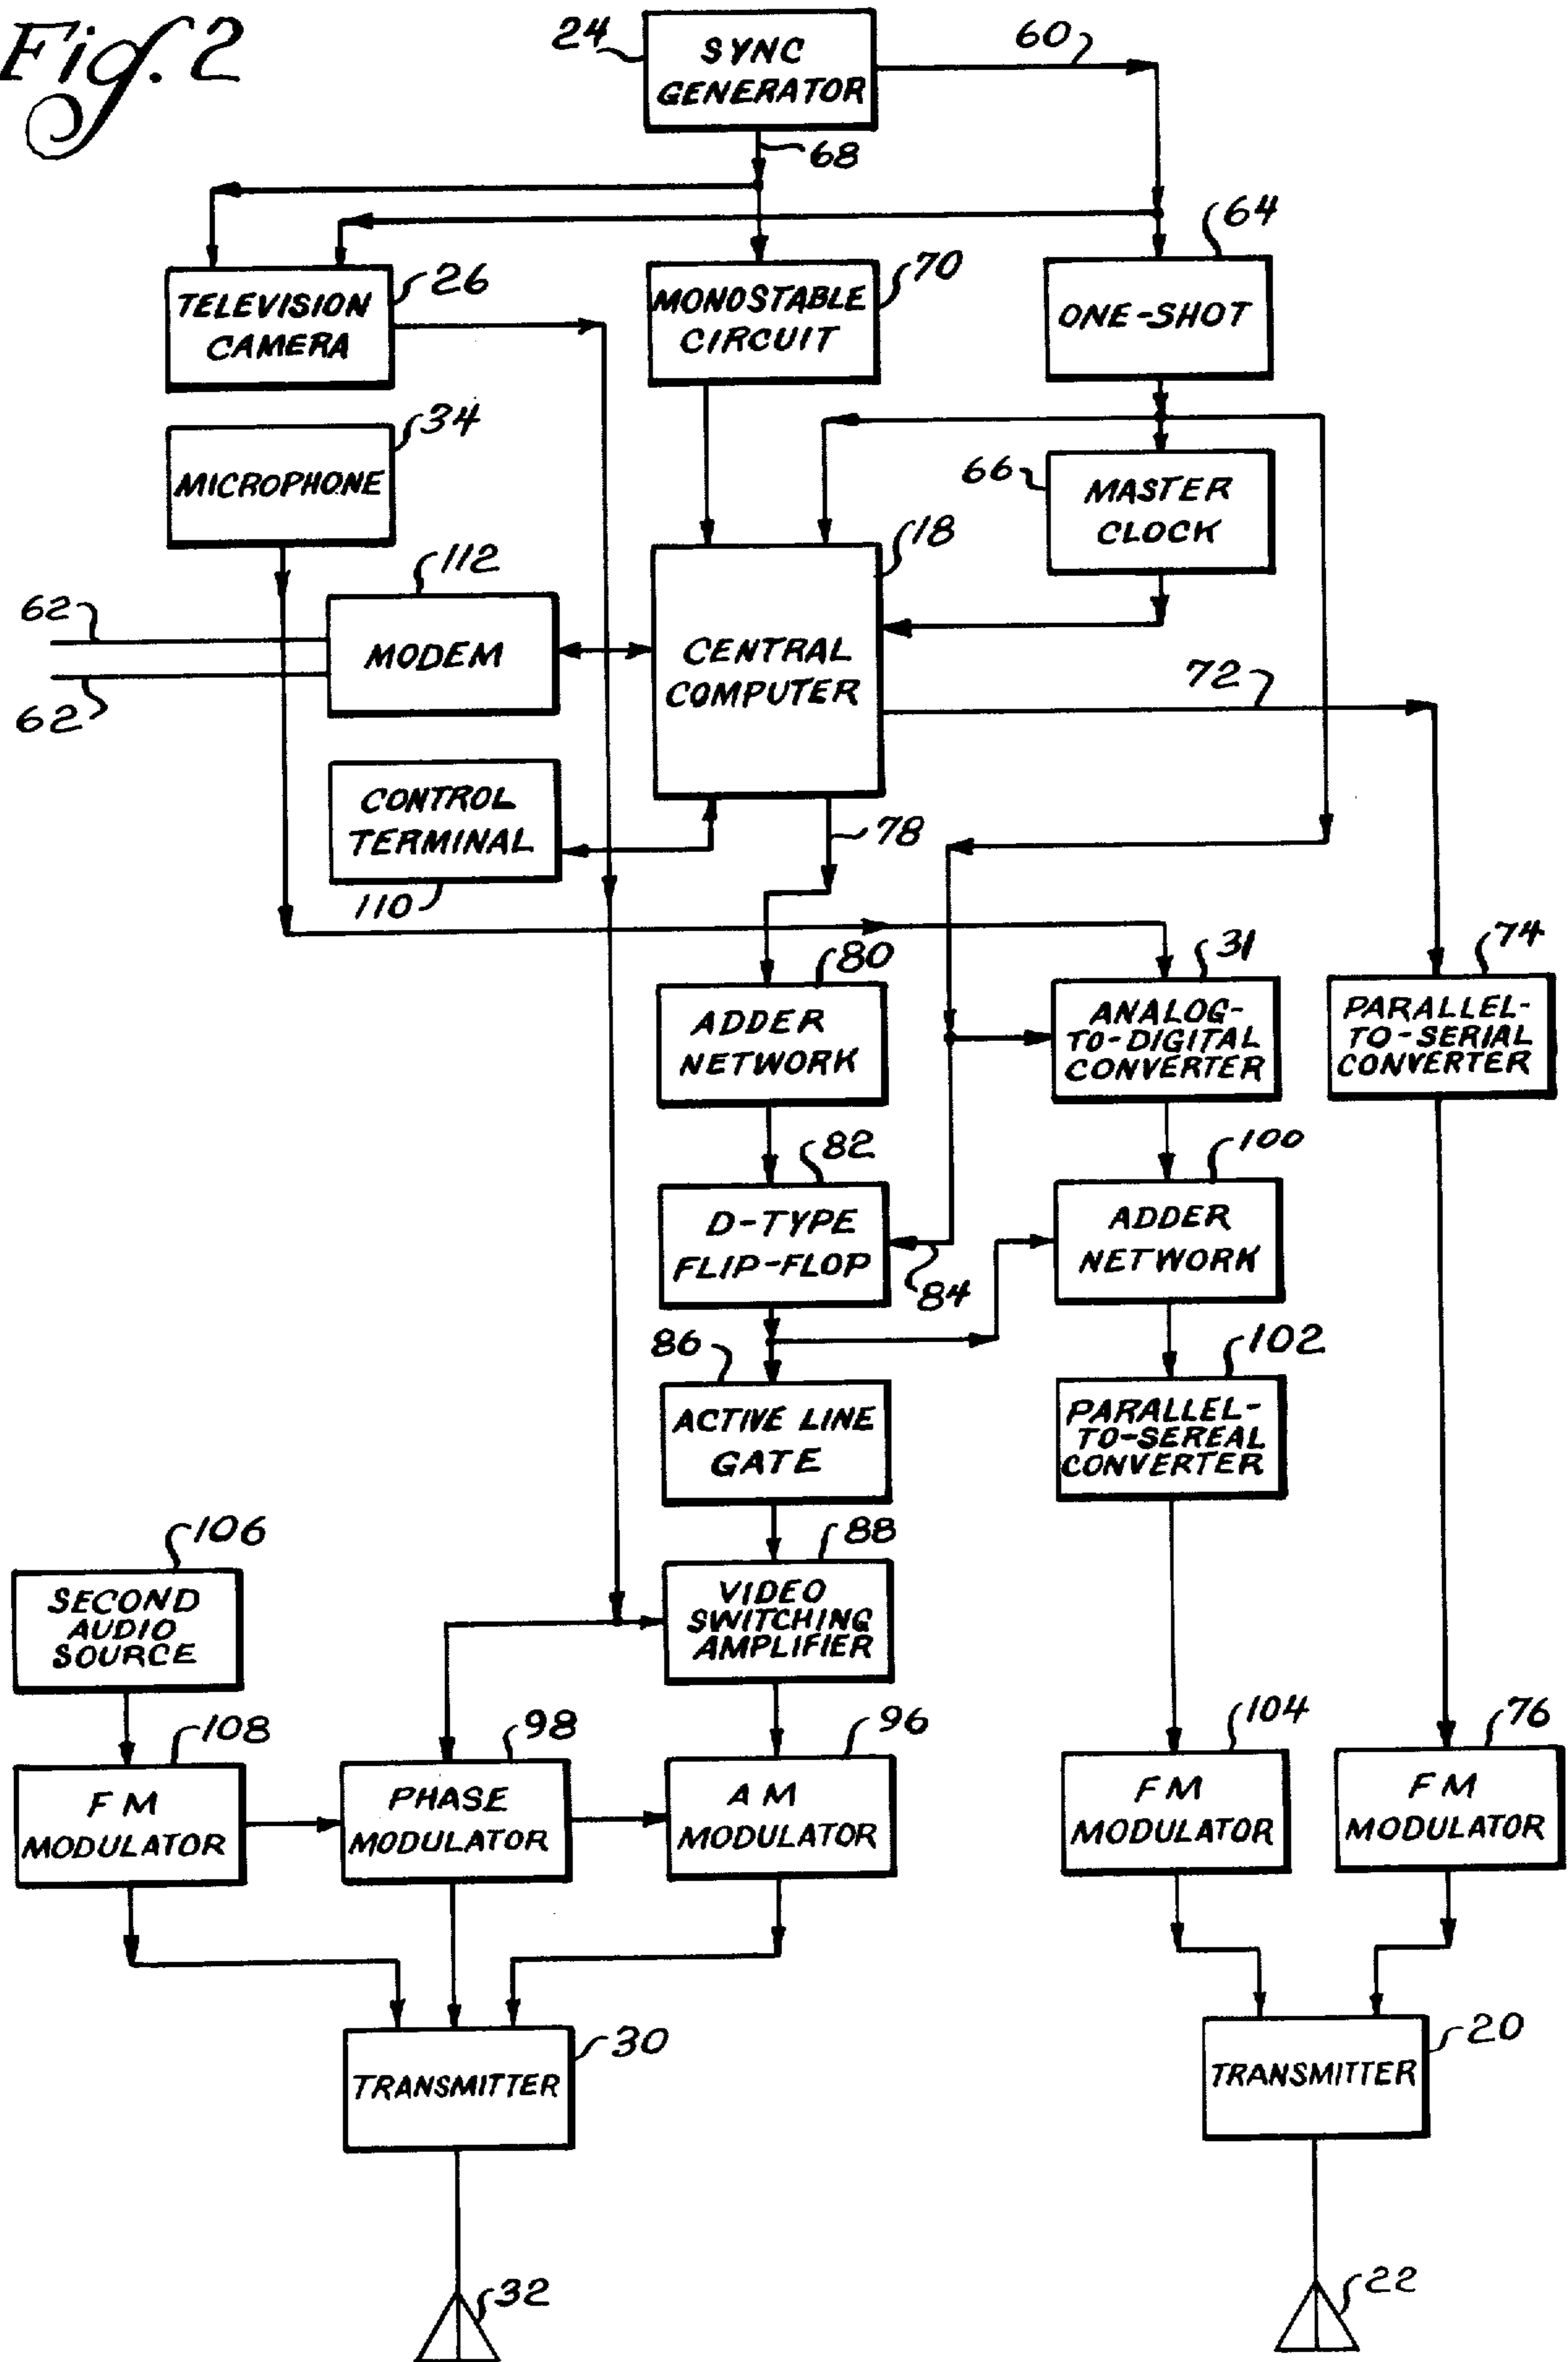 Fig. 2
24
SYNC
GENERATOR
60
68
64
TELEVISION
CAMERA
26
MONOSTABLE
CIRCUIT
70
ONE-SHOT
34
MICROPHONE
66
MASTER
CLOCK
18
112
62
MODEM
62
CENTRAL
COMPUTER
72
CONTROL
TERMINAL
110
78
80
ADDER
NETWORK
31
ANALOG-
TO-DIGITAL
CONVERTER
74
PARALLEL-
TO-SERIAL
CONVERTER
82
D-TYPE
FLIP-FLOP
84
100
ADDER
NETWORK
86
ACTIVE LINE
GATE
102
PARALLEL-
TO-SEREAL
CONVERTER
106
SECOND
AUDIO
SOURCE
88
VIDEO
SWITCHING
AMPLIFIER
108
FM
MODULATOR
98
PHASE
MODULATOR
96
AM
MODULATOR
104
FM
MODULATOR
76
FM
MODULATOR
30
TRANSMITTER
20
TRANSMITTER
32
22